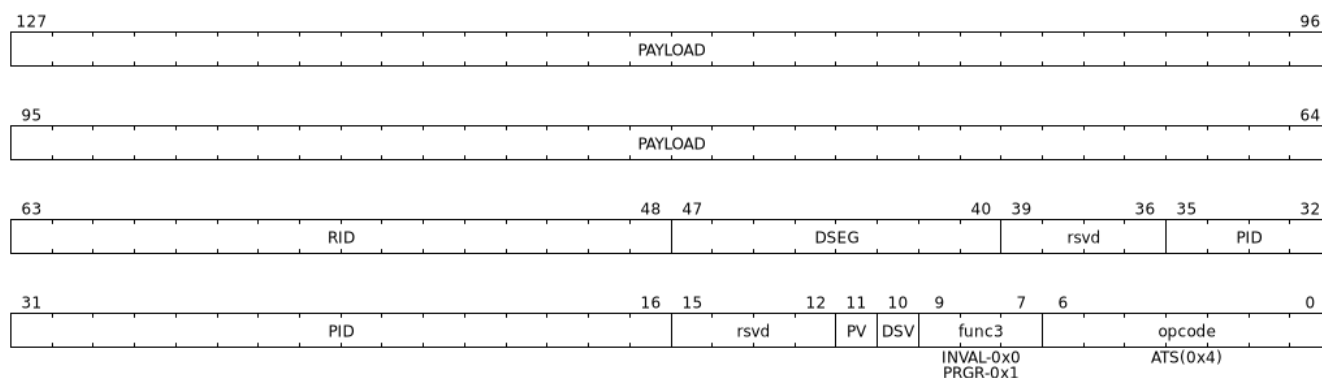 127 96
PAYLOAD
95 64
PAYLOAD
63 48 47 40 39 36 35 32
RID DSEG rsvd PID
31 16 15 12 11 10 9 7 6 0
PID rsvd PV DSV func3 opcode
INVAL-0x0 ATS(0x4)
PRGR-0x1